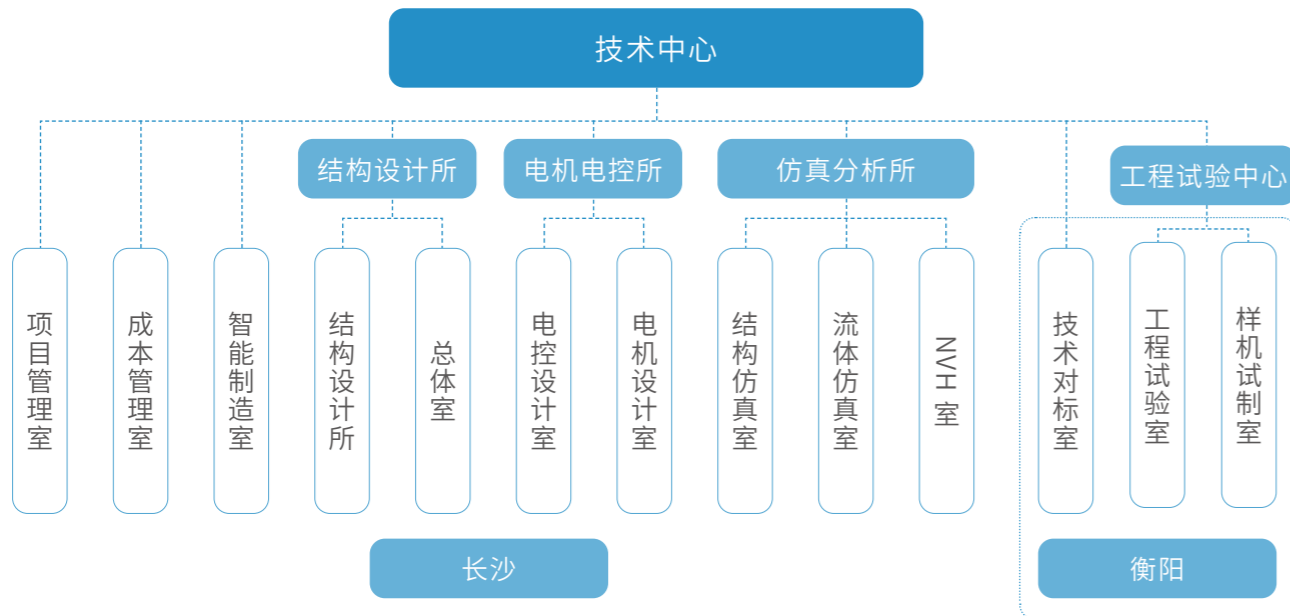 技术中心
结构设计所
电机电控所
仿真分析所
工程试验中心
项目管理室
成本管理室
智能制造室
结构设计所
总体室
电控设计室
电机设计室
结构仿真室
流体仿真室
NVH 室
技术对标室
工程试验室
样机试制室
长沙
衡阳